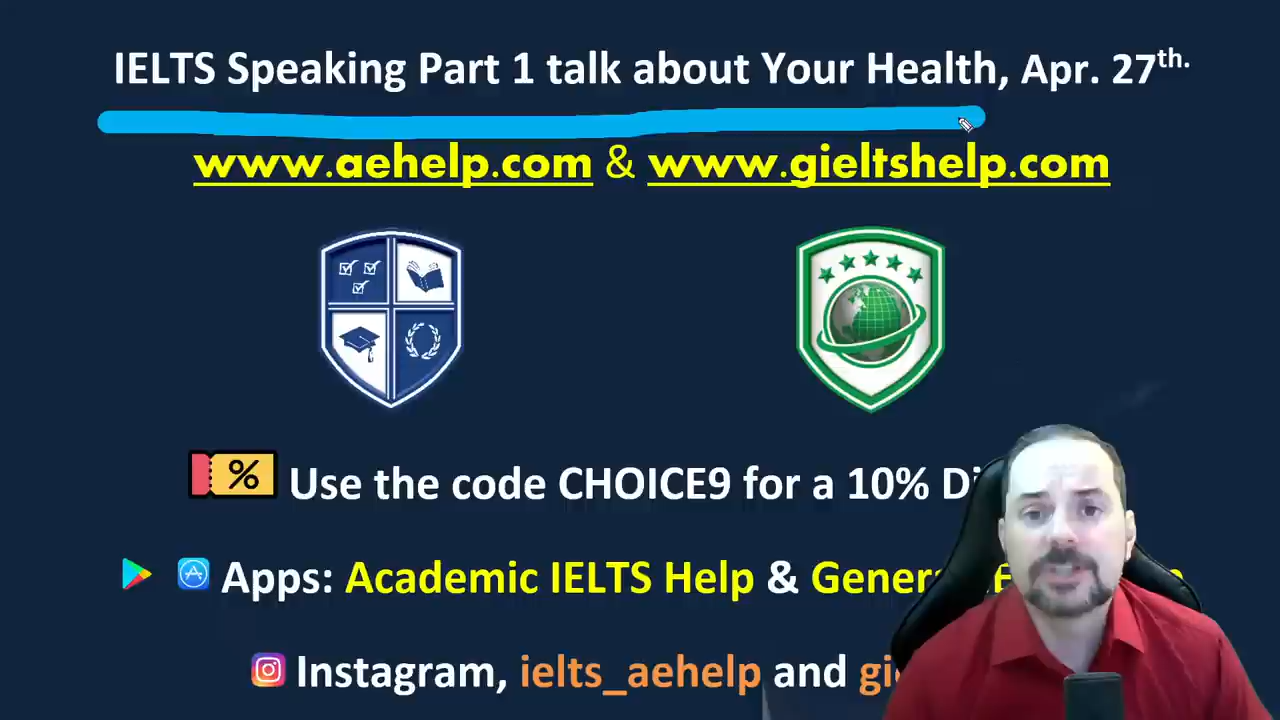 IELTS Speaking Part 1 talk about Your Health, Apr. 27th.
www.aehelp.com & www.gieltshelp.com
% Use the code CHOICE9 for a 10%
Apps: Academic IELTS Help &
Instagram, ielts_aehelp and